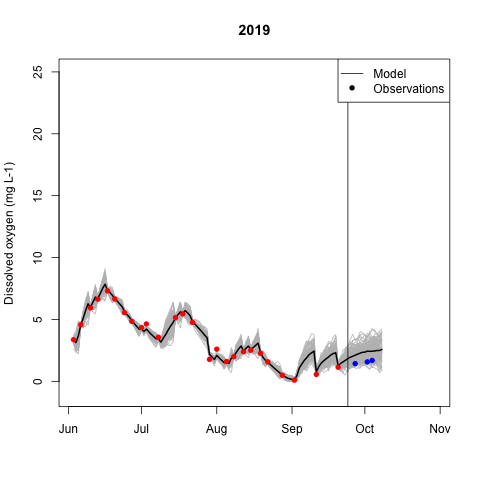 2019
Model
Observations
Dissolved oxygen (mg L-1)
25
20
15
10
5
0
Jun Jul Aug Sep Oct Nov